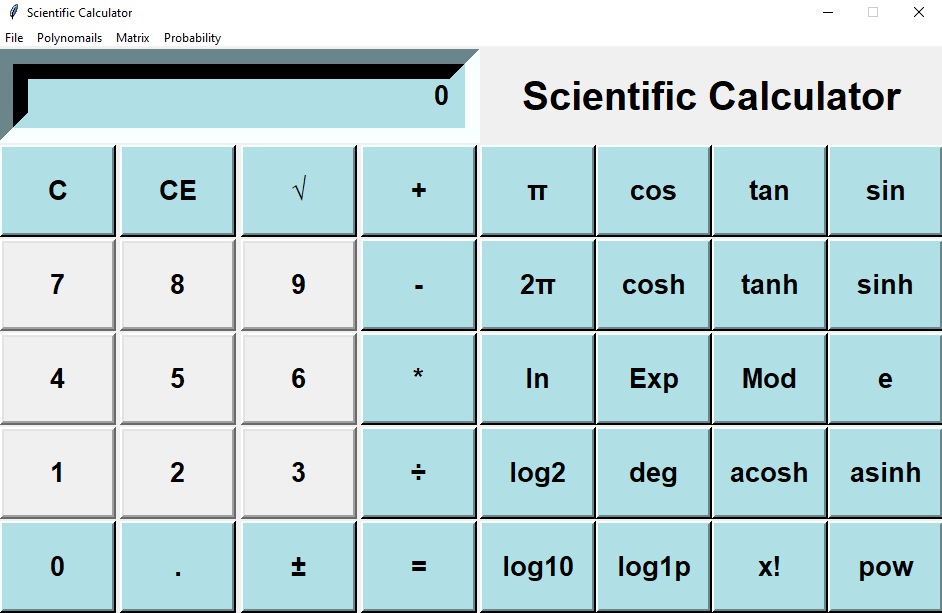 Scientific Calculator
File Polynomails Matrix Probability
0 Scientific Calculator
C CE √ + π cos tan sin
7 8 9 - 2π cosh tanh sinh
4 5 6 * ln Exp Mod e
1 2 3 ÷ log2 deg acosh asinh
0 . ± = log10 log1p x! pow